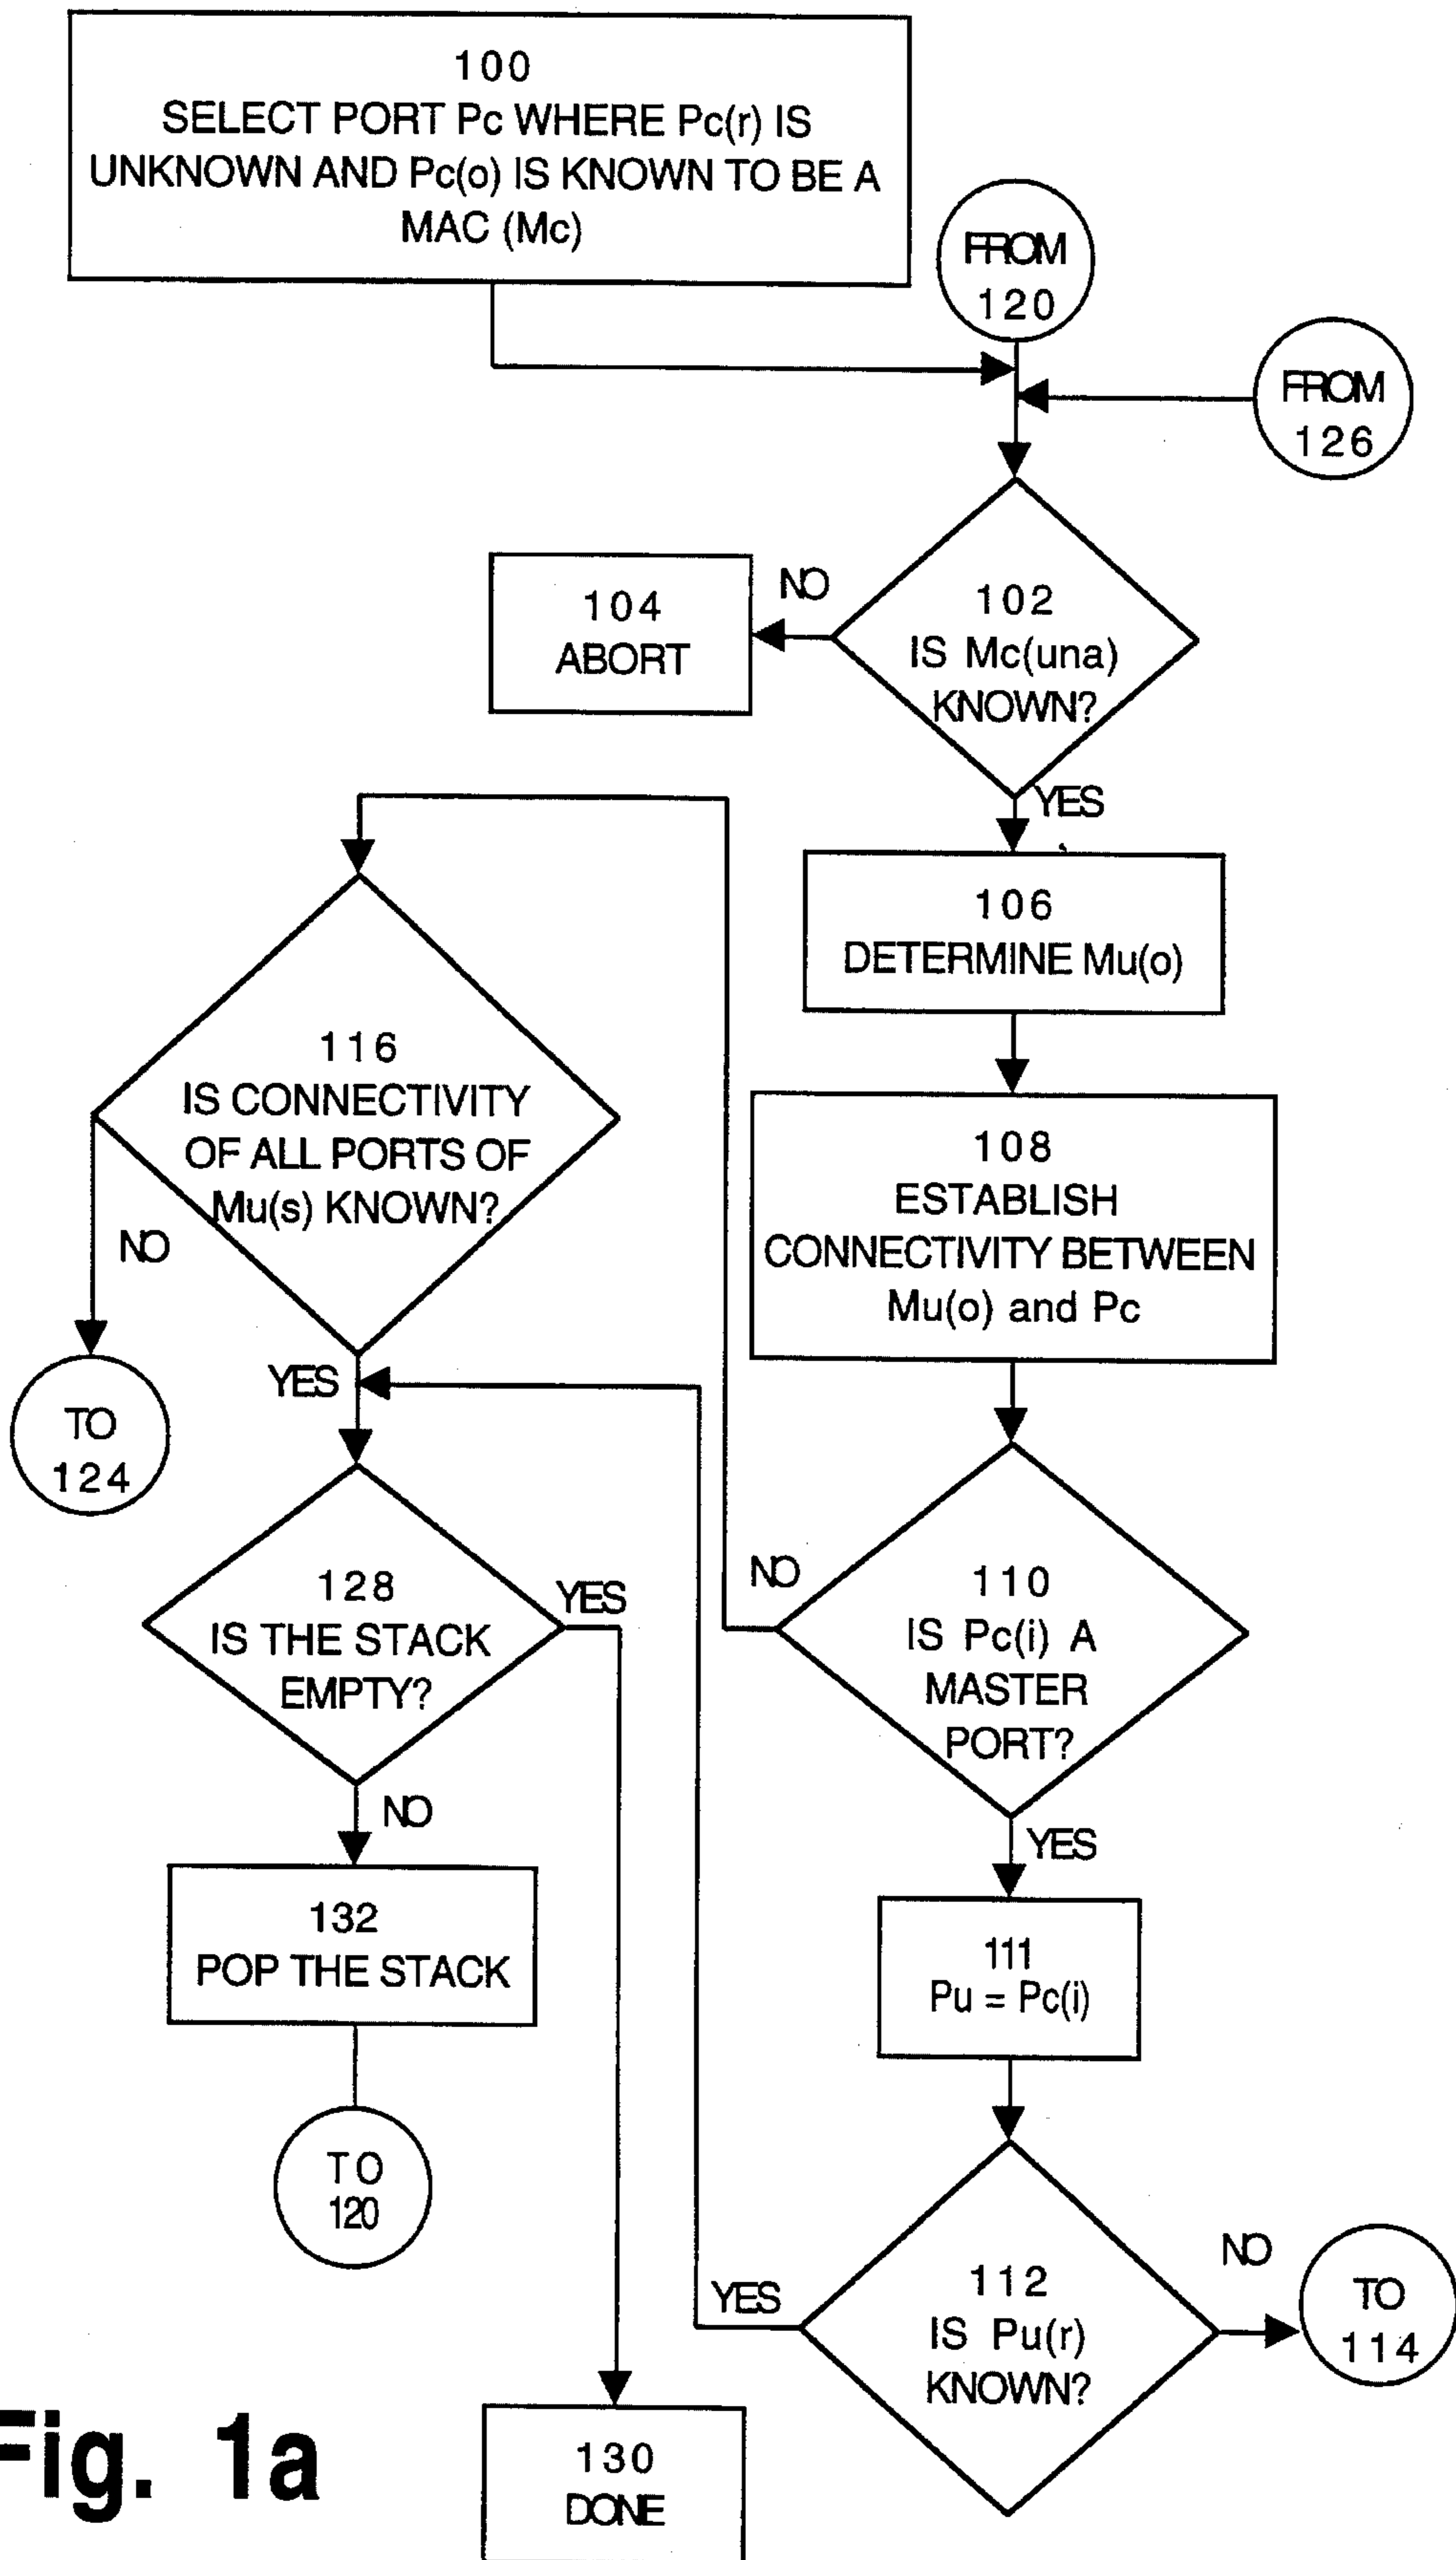 100
SELECT PORT Pc WHERE Pc(r) IS
UNKNOWN AND Pc(o) IS KNOWN TO BE A
MAC (Mc)
FROM
120
FROM
126
NO
104
ABORT
102
IS Mc(una)
KNOWN?
YES
106
DETERMINE Mu(o)
116
IS CONNECTIVITY
OF ALL PORTS OF
Mu(s) KNOWN?
NO
108
ESTABLISH
CONNECTIVITY BETWEEN
Mu(o) and Pc
YES
TO
124
128
IS THE STACK
EMPTY?
YES
NO
110
IS Pc(i) A
MASTER
PORT?
NO
YES
132
POP THE STACK
111
Pu = Pc(i)
TO
120
YES
112
IS Pu(r)
KNOWN?
NO
TO
114
130
DONE
Fig. 1a